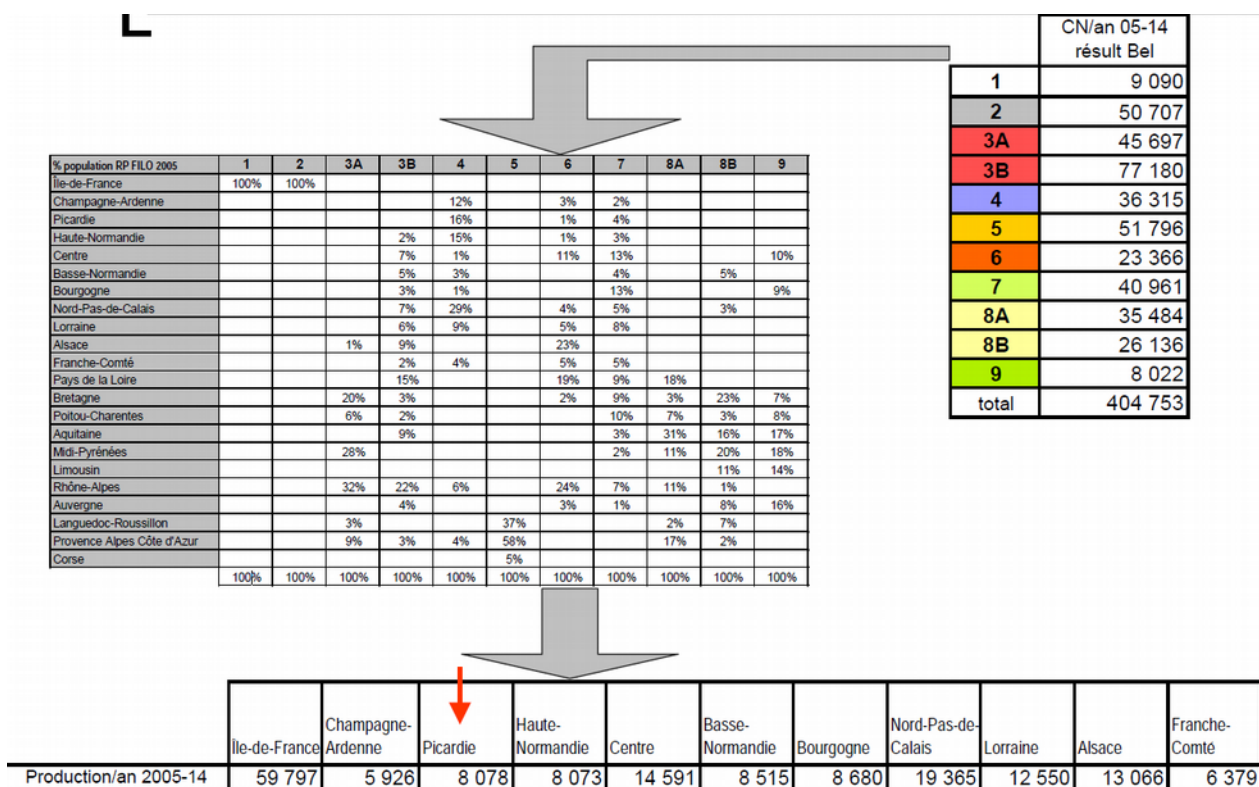 CN/an 05-14
résult Bel
1 9 090
2 50 707
3A 45 697
3B 77 180
4 36 315
5 51 796
6 23 366
7 40 961
8A 35 484
8B 26 136
9 8 022
total 404 753
% population RP FILO 2005 1 2 3A 3B 4 5 6 7 8A 8B 9
Île-de-France 100% 100%
Champagne-Ardenne 12% 3% 2%
Picardie 16% 1% 4%
Haute-Normandie 2% 15% 1% 3%
Centre 7% 1% 11% 13% 10%
Basse-Normandie 5% 3% 4% 5%
Bourgogne 3% 1% 13% 9%
Nord-Pas-de-Calais 7% 29% 4% 5% 3%
Lorraine 6% 9% 5% 8%
Alsace 1% 9% 23%
Franche-Comté 2% 4% 5% 5%
Pays de la Loire 15% 19% 9% 18%
Bretagne 20% 3% 2% 9% 3% 23% 7%
Poitou-Charentes 6% 2% 10% 7% 3% 8%
Aquitaine 9% 3% 31% 16% 17%
Midi-Pyrénées 28% 2% 11% 20% 18%
Limousin 11% 14%
Rhône-Alpes 32% 22% 6% 24% 7% 11% 1%
Auvergne 4% 3% 1% 8% 16%
Languedoc-Roussillon 3% 37% 2% 7%
Provence Alpes Côte d'Azur 9% 3% 4% 58% 17% 2%
Corse 5%
100% 100% 100% 100% 100% 100% 100% 100% 100% 100% 100%
Île-de-France Champagne-Ardenne Picardie Haute-Normandie Centre Basse-Normandie Bourgogne Nord-Pas-de-Calais Lorraine Alsace Franche-Comté
Production/an 2005-14 59 797 5 926 8 078 8 073 14 591 8 515 8 680 19 365 12 550 13 066 6 379